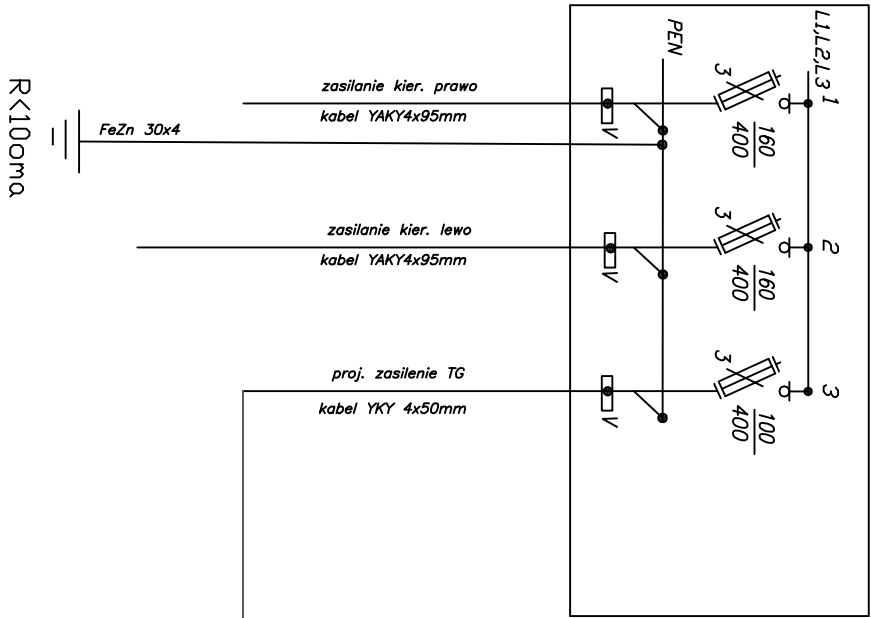 L1,L2,L3
PEN
1
3
160
400
zasilanie kier. prawo
kabel YAKY4x95mm
V
FeZn 30x4
R<10oma
2
3
160
400
zasilanie kier. lewo
kabel YAKY4x95mm
V
3
3
100
400
proj. zasilenie TG
kabel YKY 4x50mm
V